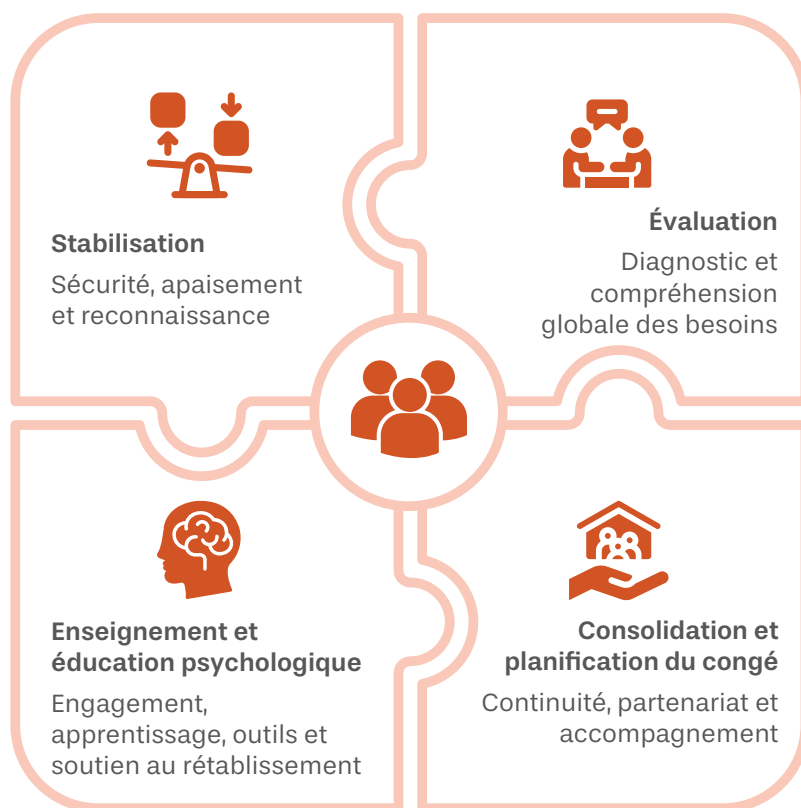 Stabilisation
Sécurité, apaisement
et reconnaissance
Évaluation
Diagnostic et
compréhension
globale des besoins
Enseignement et
éducation psychologique
Engagement,
apprentissage, outils et
soutien au rétablissement
Consolidation et
planification du congé
Continuité, partenariat et
accompagnement